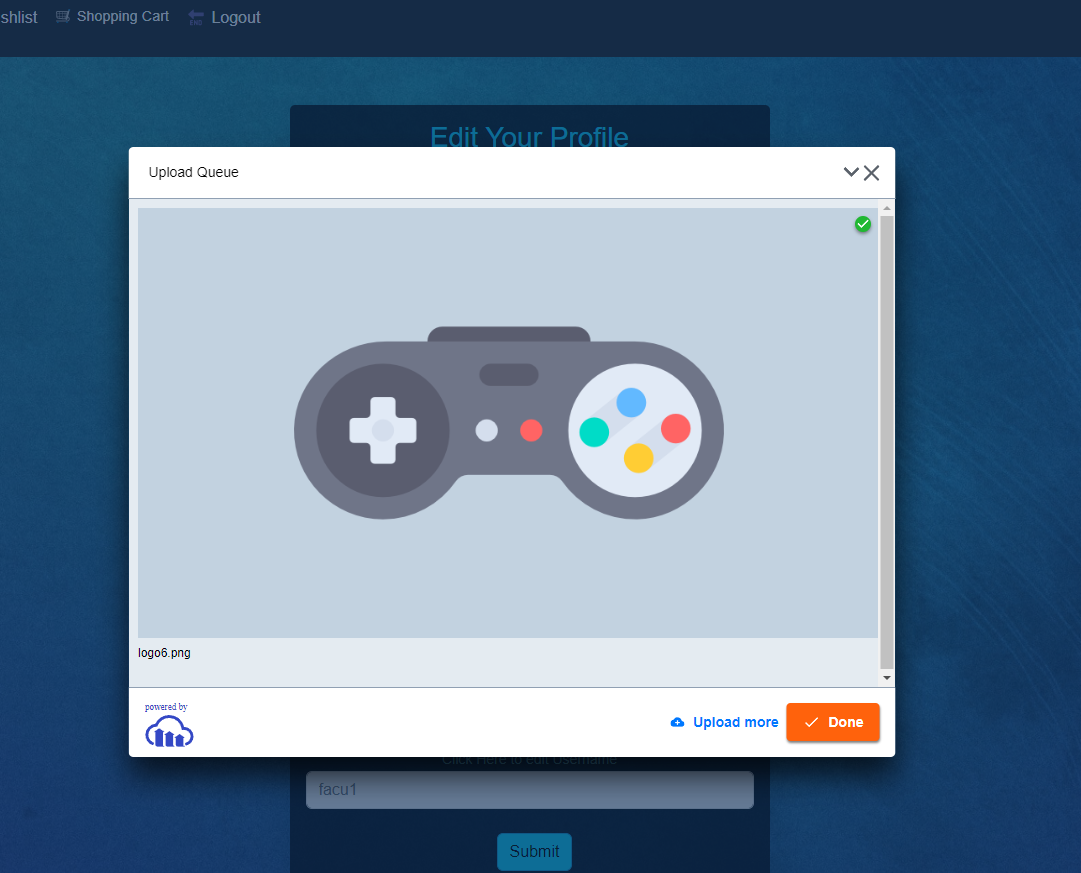 shlist Shopping Cart END Logout
Edit Your Profile
Upload Queue
logo6.png
powered by
Upload more Done
Click Here to edit Username
facu1
Submit